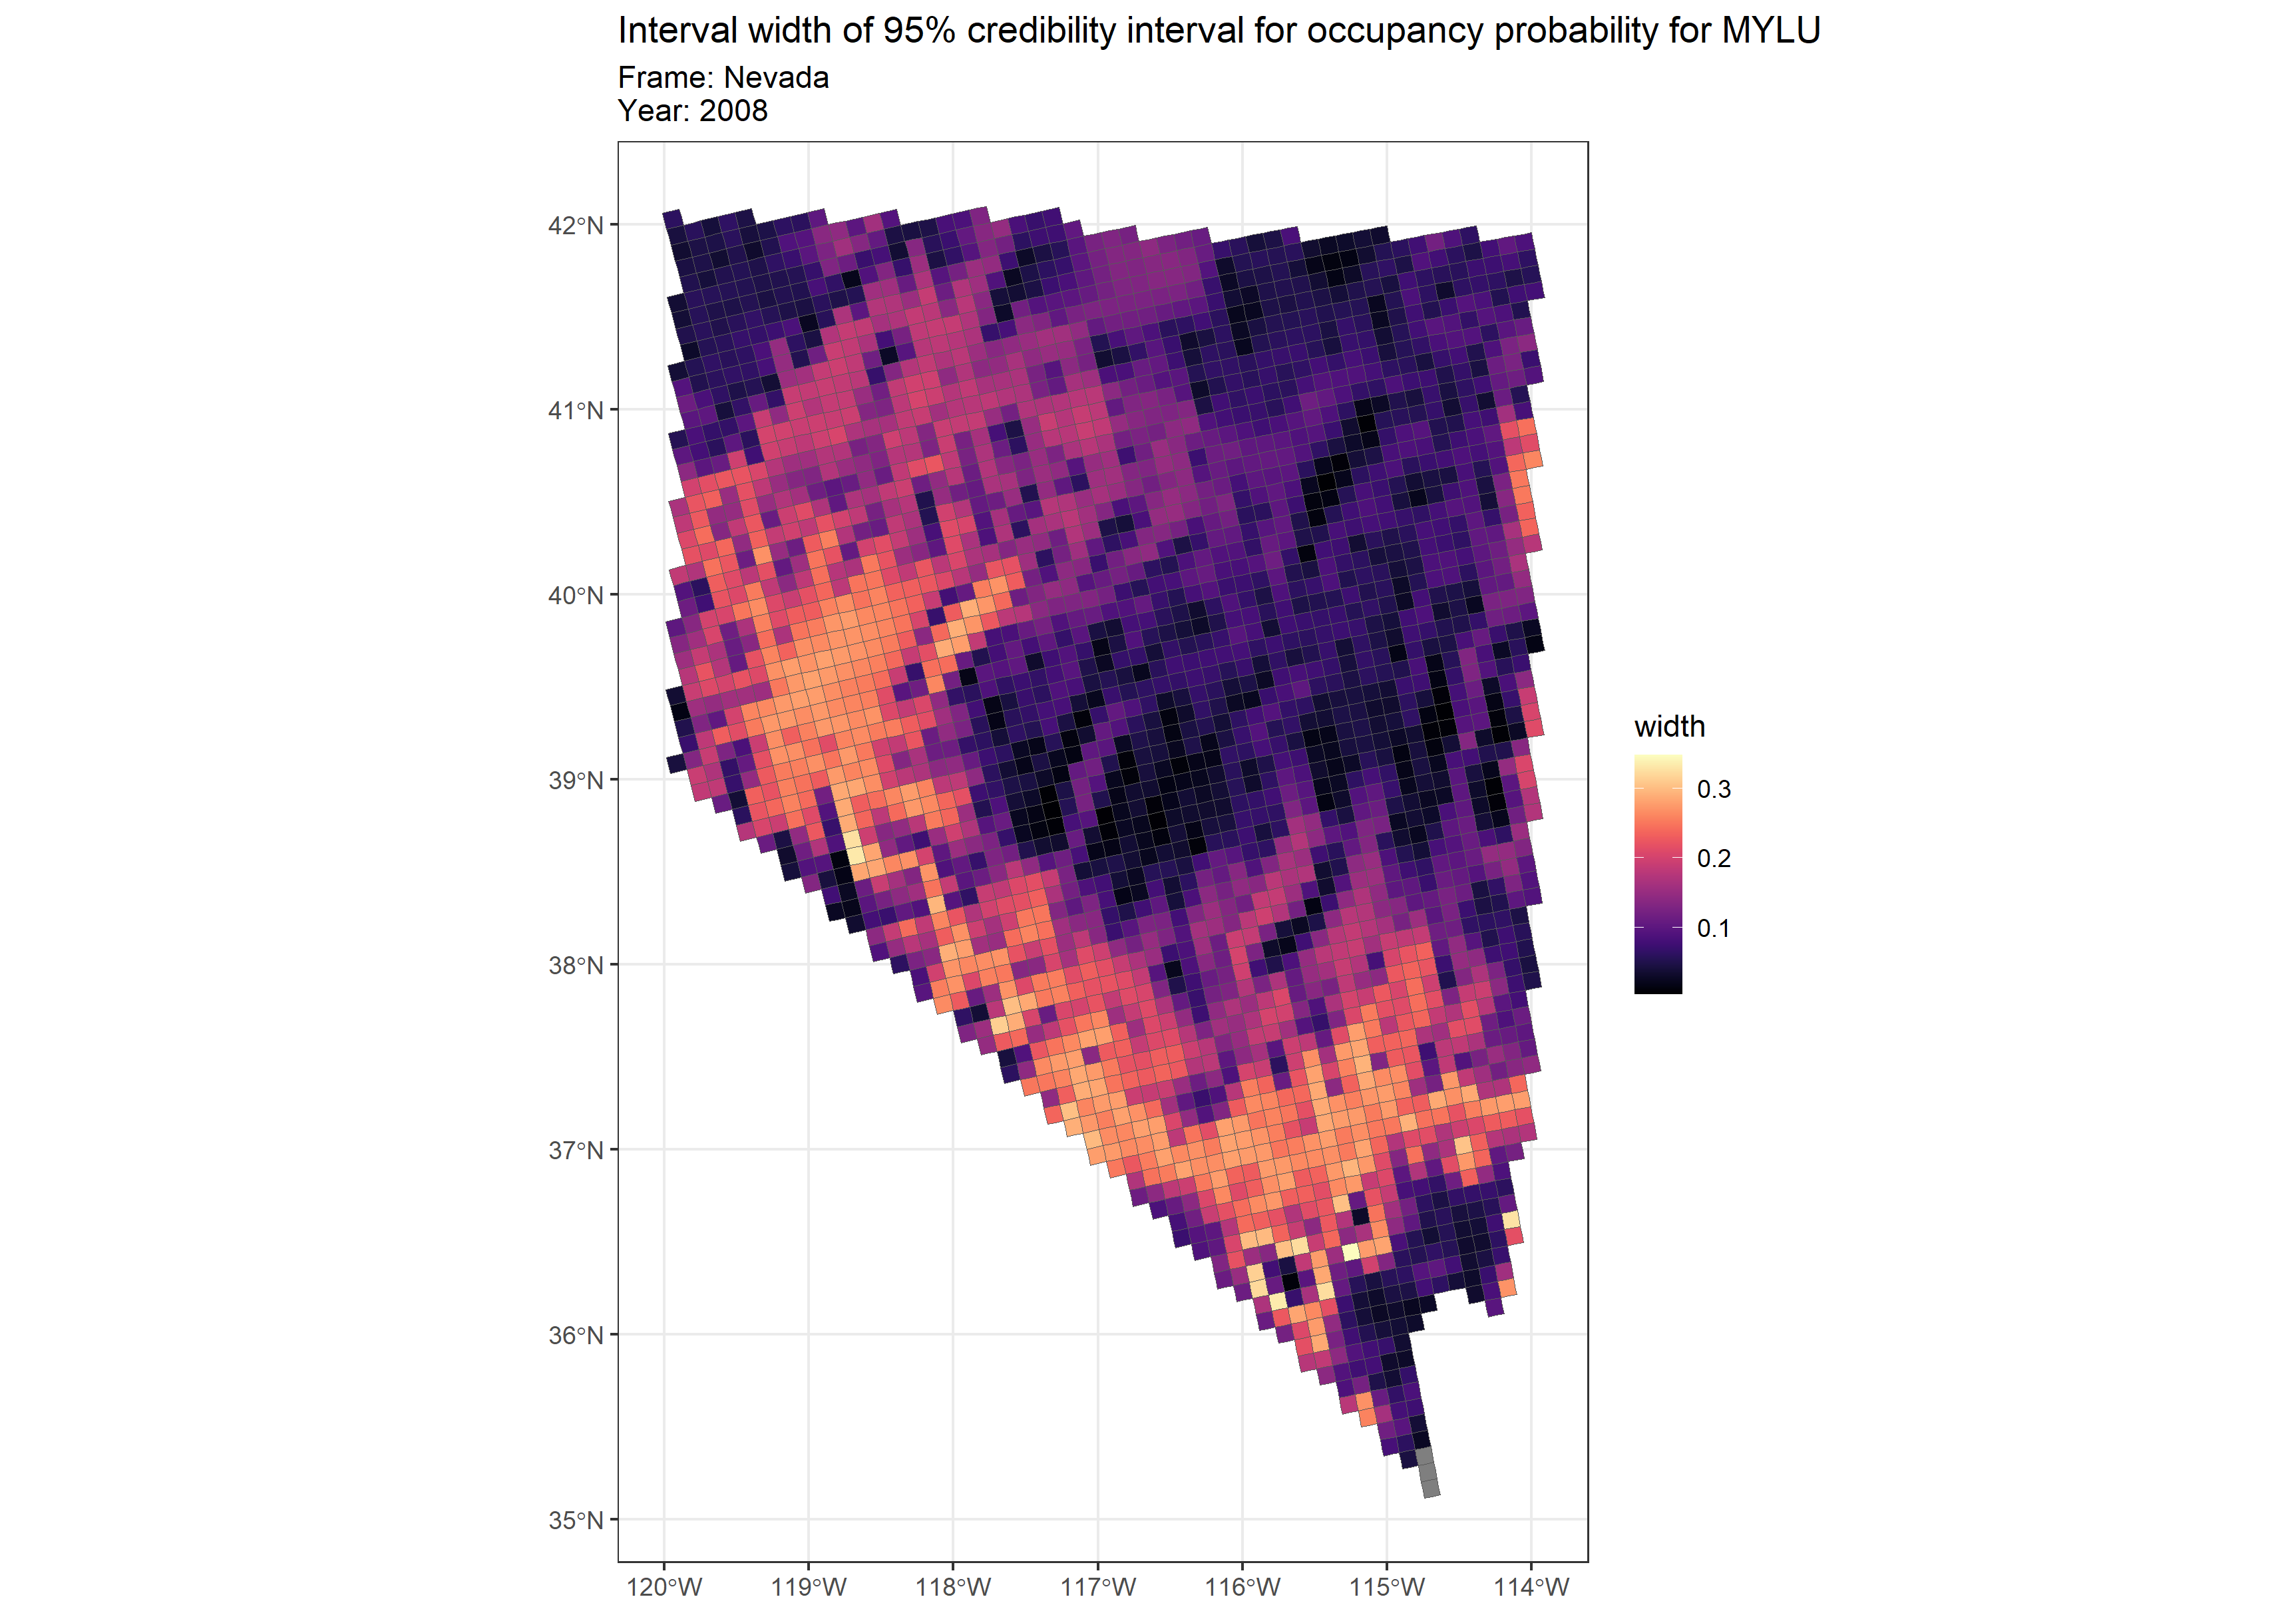 Interval width of 95% credibility interval for occupancy probability for MYLU
Frame: Nevada
Year: 2008
42°N
41°N
40°N
39°N
38°N
37°N
36°N
35°N
120°W 119°W 118°W 117°W 116°W 115°W 114°W
width
0.3
0.2
0.1